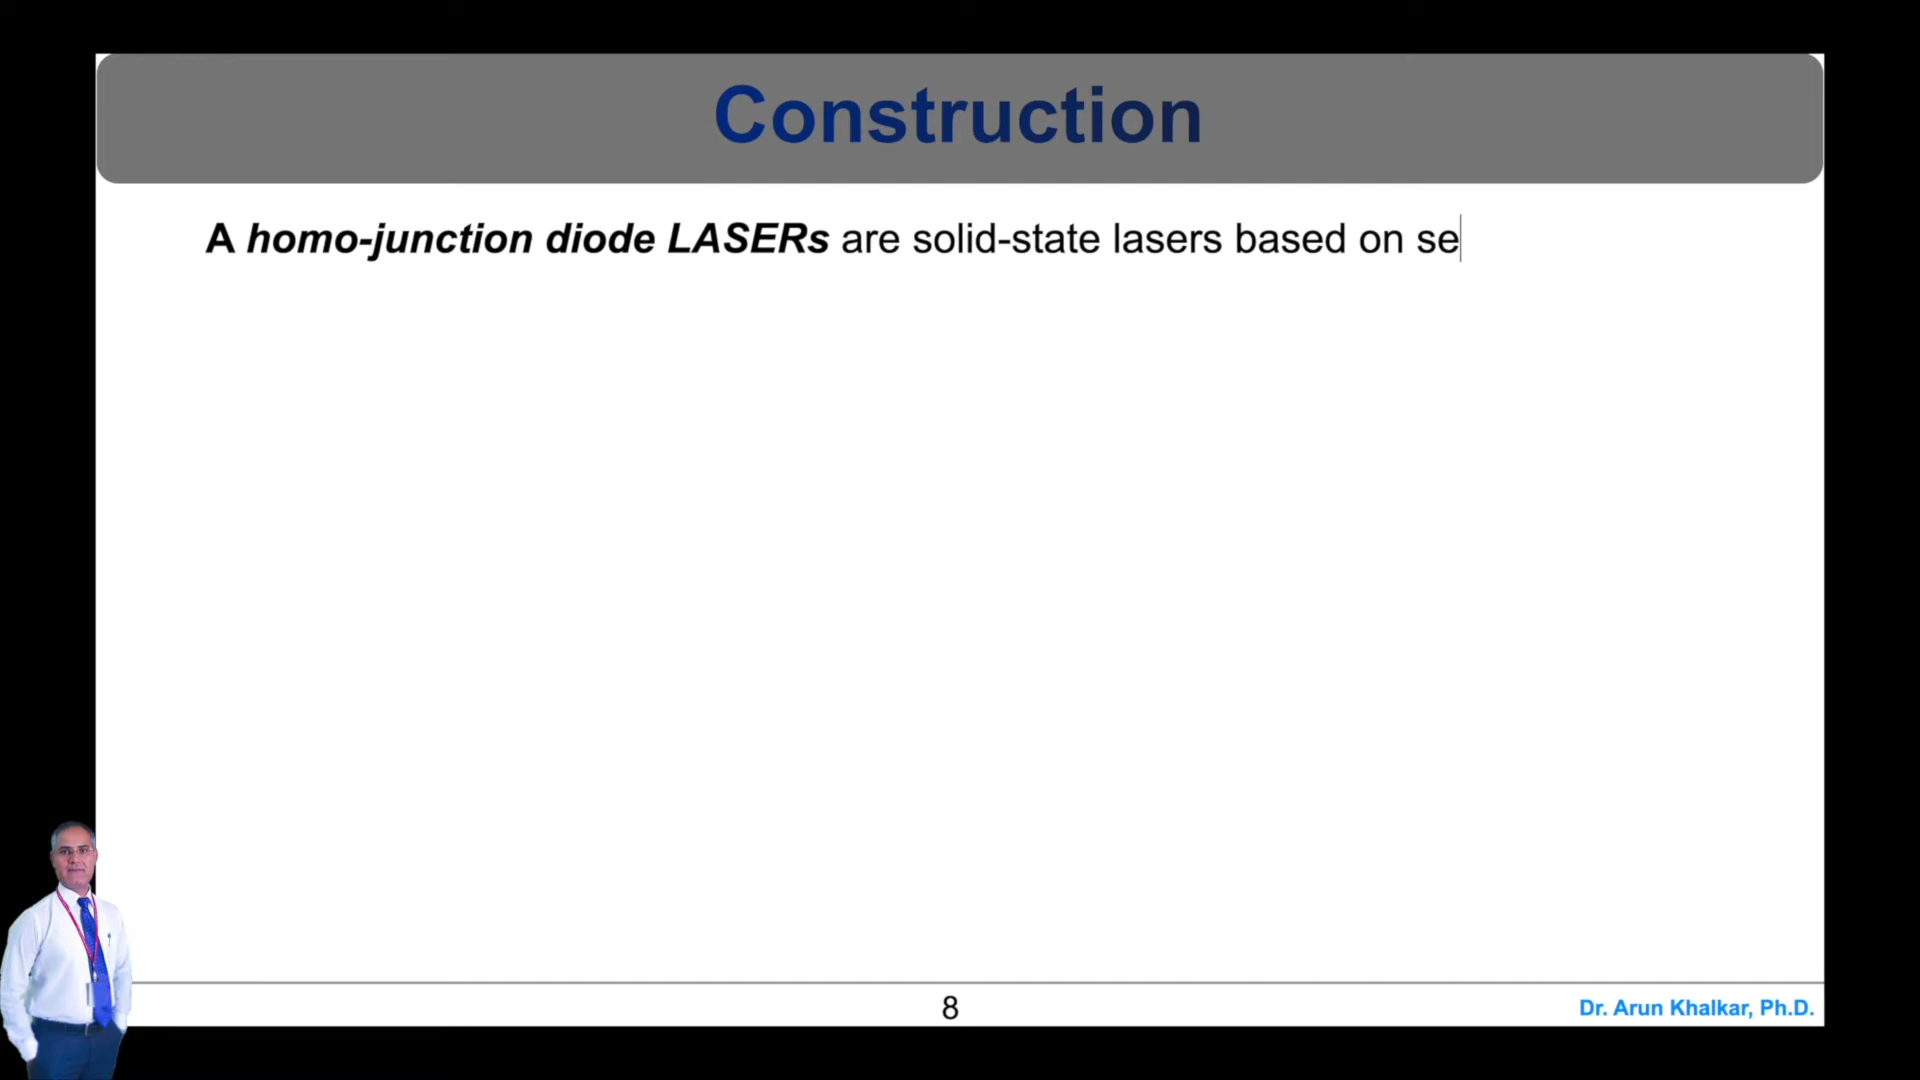 Construction
A homo-junction diode LASERs are solid-state lasers based on se
8
Dr. Arun Khalkar, Ph.D.